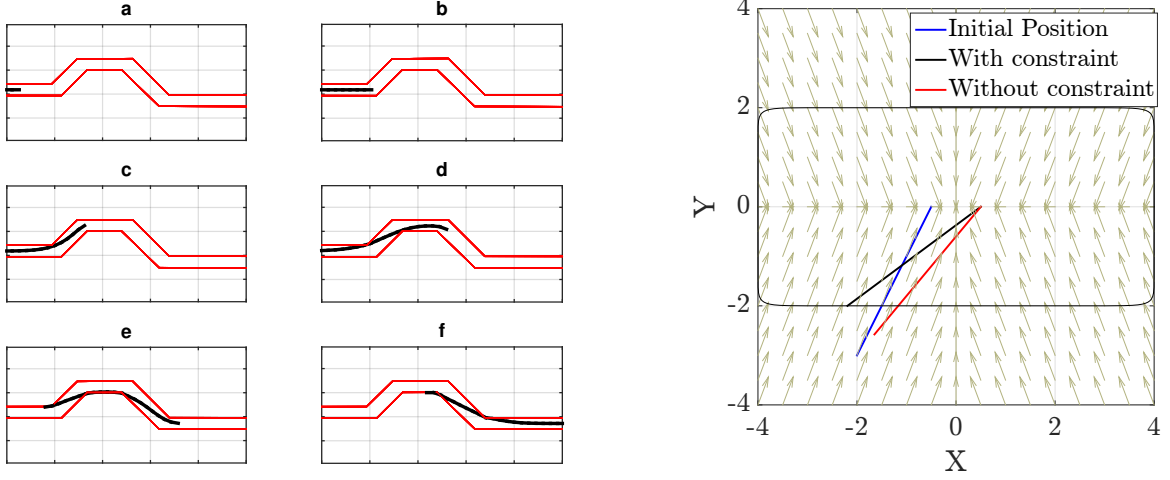 a
b
c
d
e
f
4
2
0
-2
-4
-4
-2
0
2
4
Y
X
Initial Position
With constraint
Without constraint